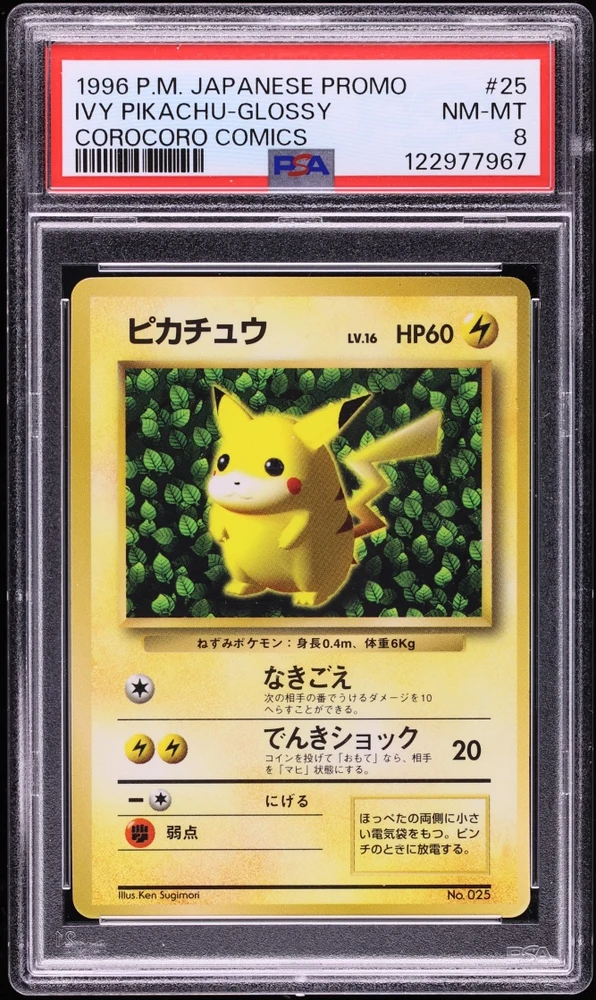 1996 P.M. JAPANESE PROMO #25
IVY PIKACHU-GLOSSY NM-MT
COROCORO COMICS 8
PSA 122977967
ピカチュウ LV.16 HP60
ねずみポケモン：身長0.4m、体重6Kg
なきごえ
次の相手の番でうけるダメージを10
へらすことができる。
でんきショック 20
コインを投げて「おもて」なら、相手
を「マヒ」状態にする。
にげる
弱点
ほっぺたの両側に小さ
い電気袋をもつ。ピン
チのときに放電する。
Illus.Ken Sugimori No.025
PSA